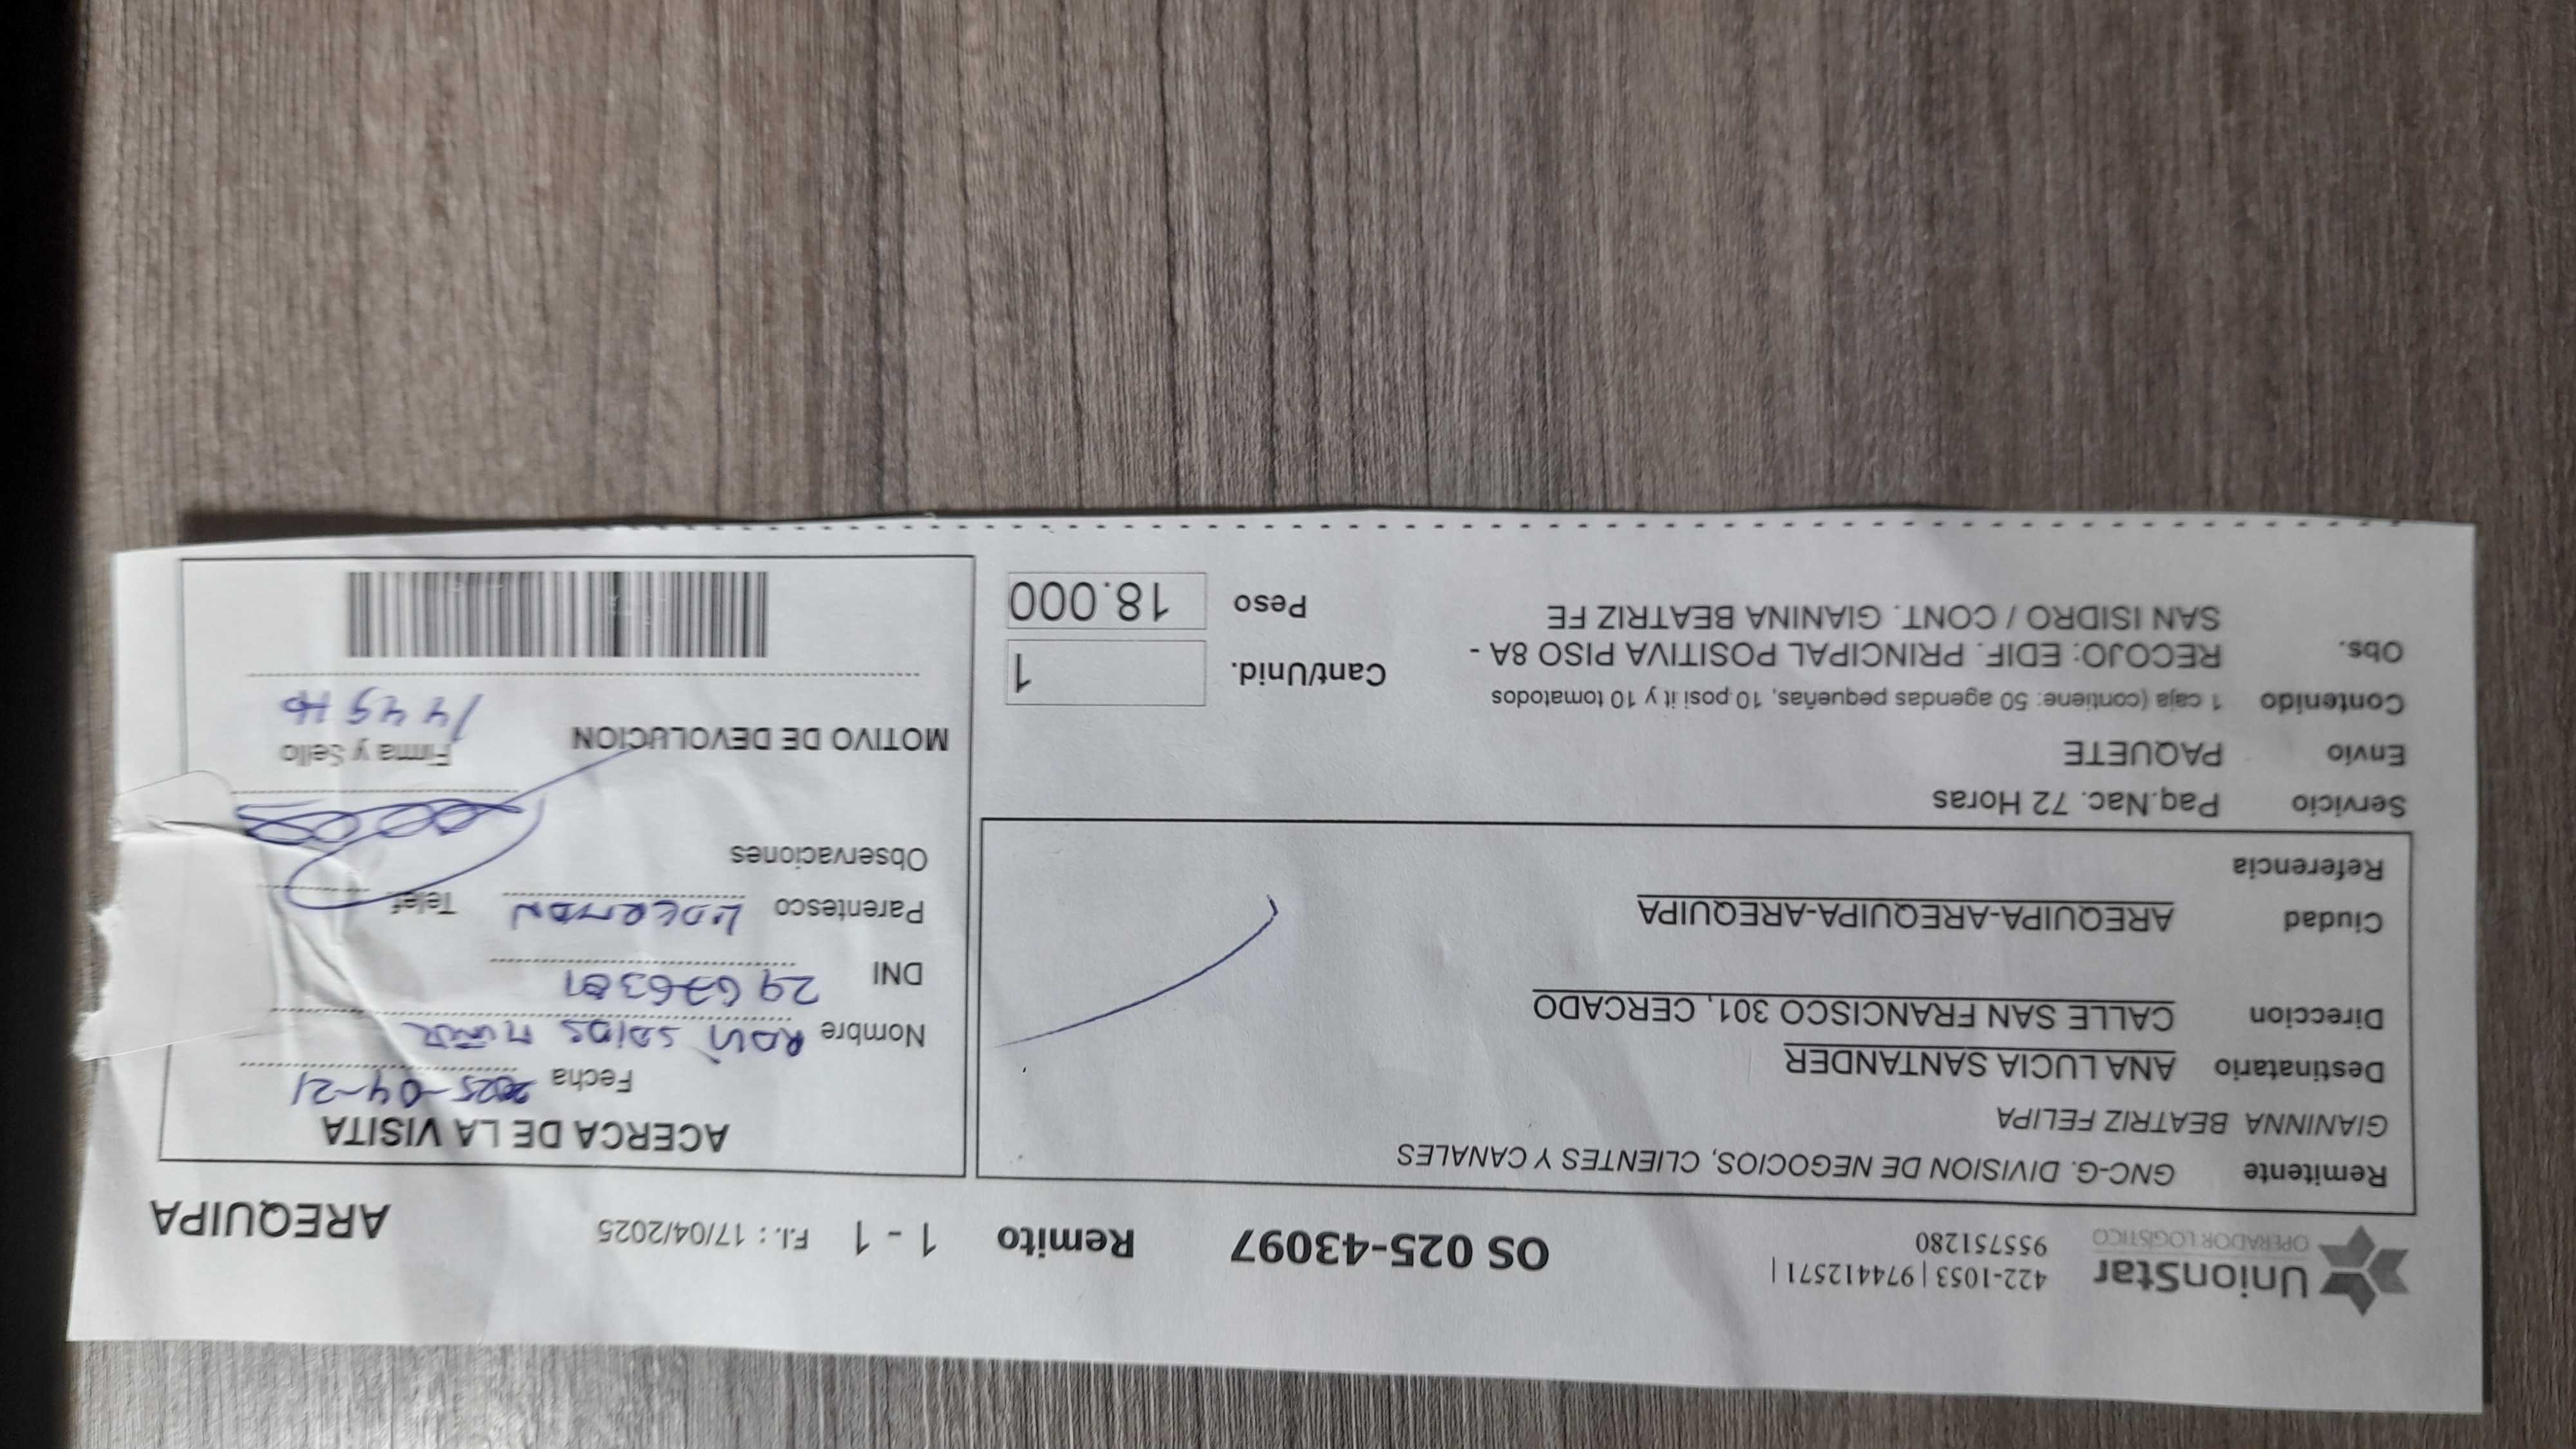 UnionStar
OPERADOR LOGÍSTICO
422-1053 | 974412571 |
955751280
OS 025-43097
Remito 1 - 1
F.I. : 17/04/2025
AREQUIPA
Remitente GNC-G. DIVISION DE NEGOCIOS, CLIENTES Y CANALES
GIANINNA BEATRIZ FELIPA
Destinatario ANA LUCIA SANTANDER
Direccion CALLE SAN FRANCISCO 301, CERCADO
Ciudad AREQUIPA-AREQUIPA-AREQUIPA
Referencia
Servicio Paq.Nac. 72 Horas
Envio PAQUETE
Contenido 1 caja (contiene: 50 agendas pequeñas, 10 posi it y 10 tomatodos
Obs. RECOJO: EDIF. PRINCIPAL POSITIVA PISO 8A -
SAN ISIDRO / CONT. GIANINA BEATRIZ FE
Cant/Unid. 1
Peso 18.000
ACERCA DE LA VISITA
Fecha 2025-04-21
Nombre
DNI
Parentesco Telef
Observaciones
Firma y Sello
MOTIVO DE DEVOLUCION